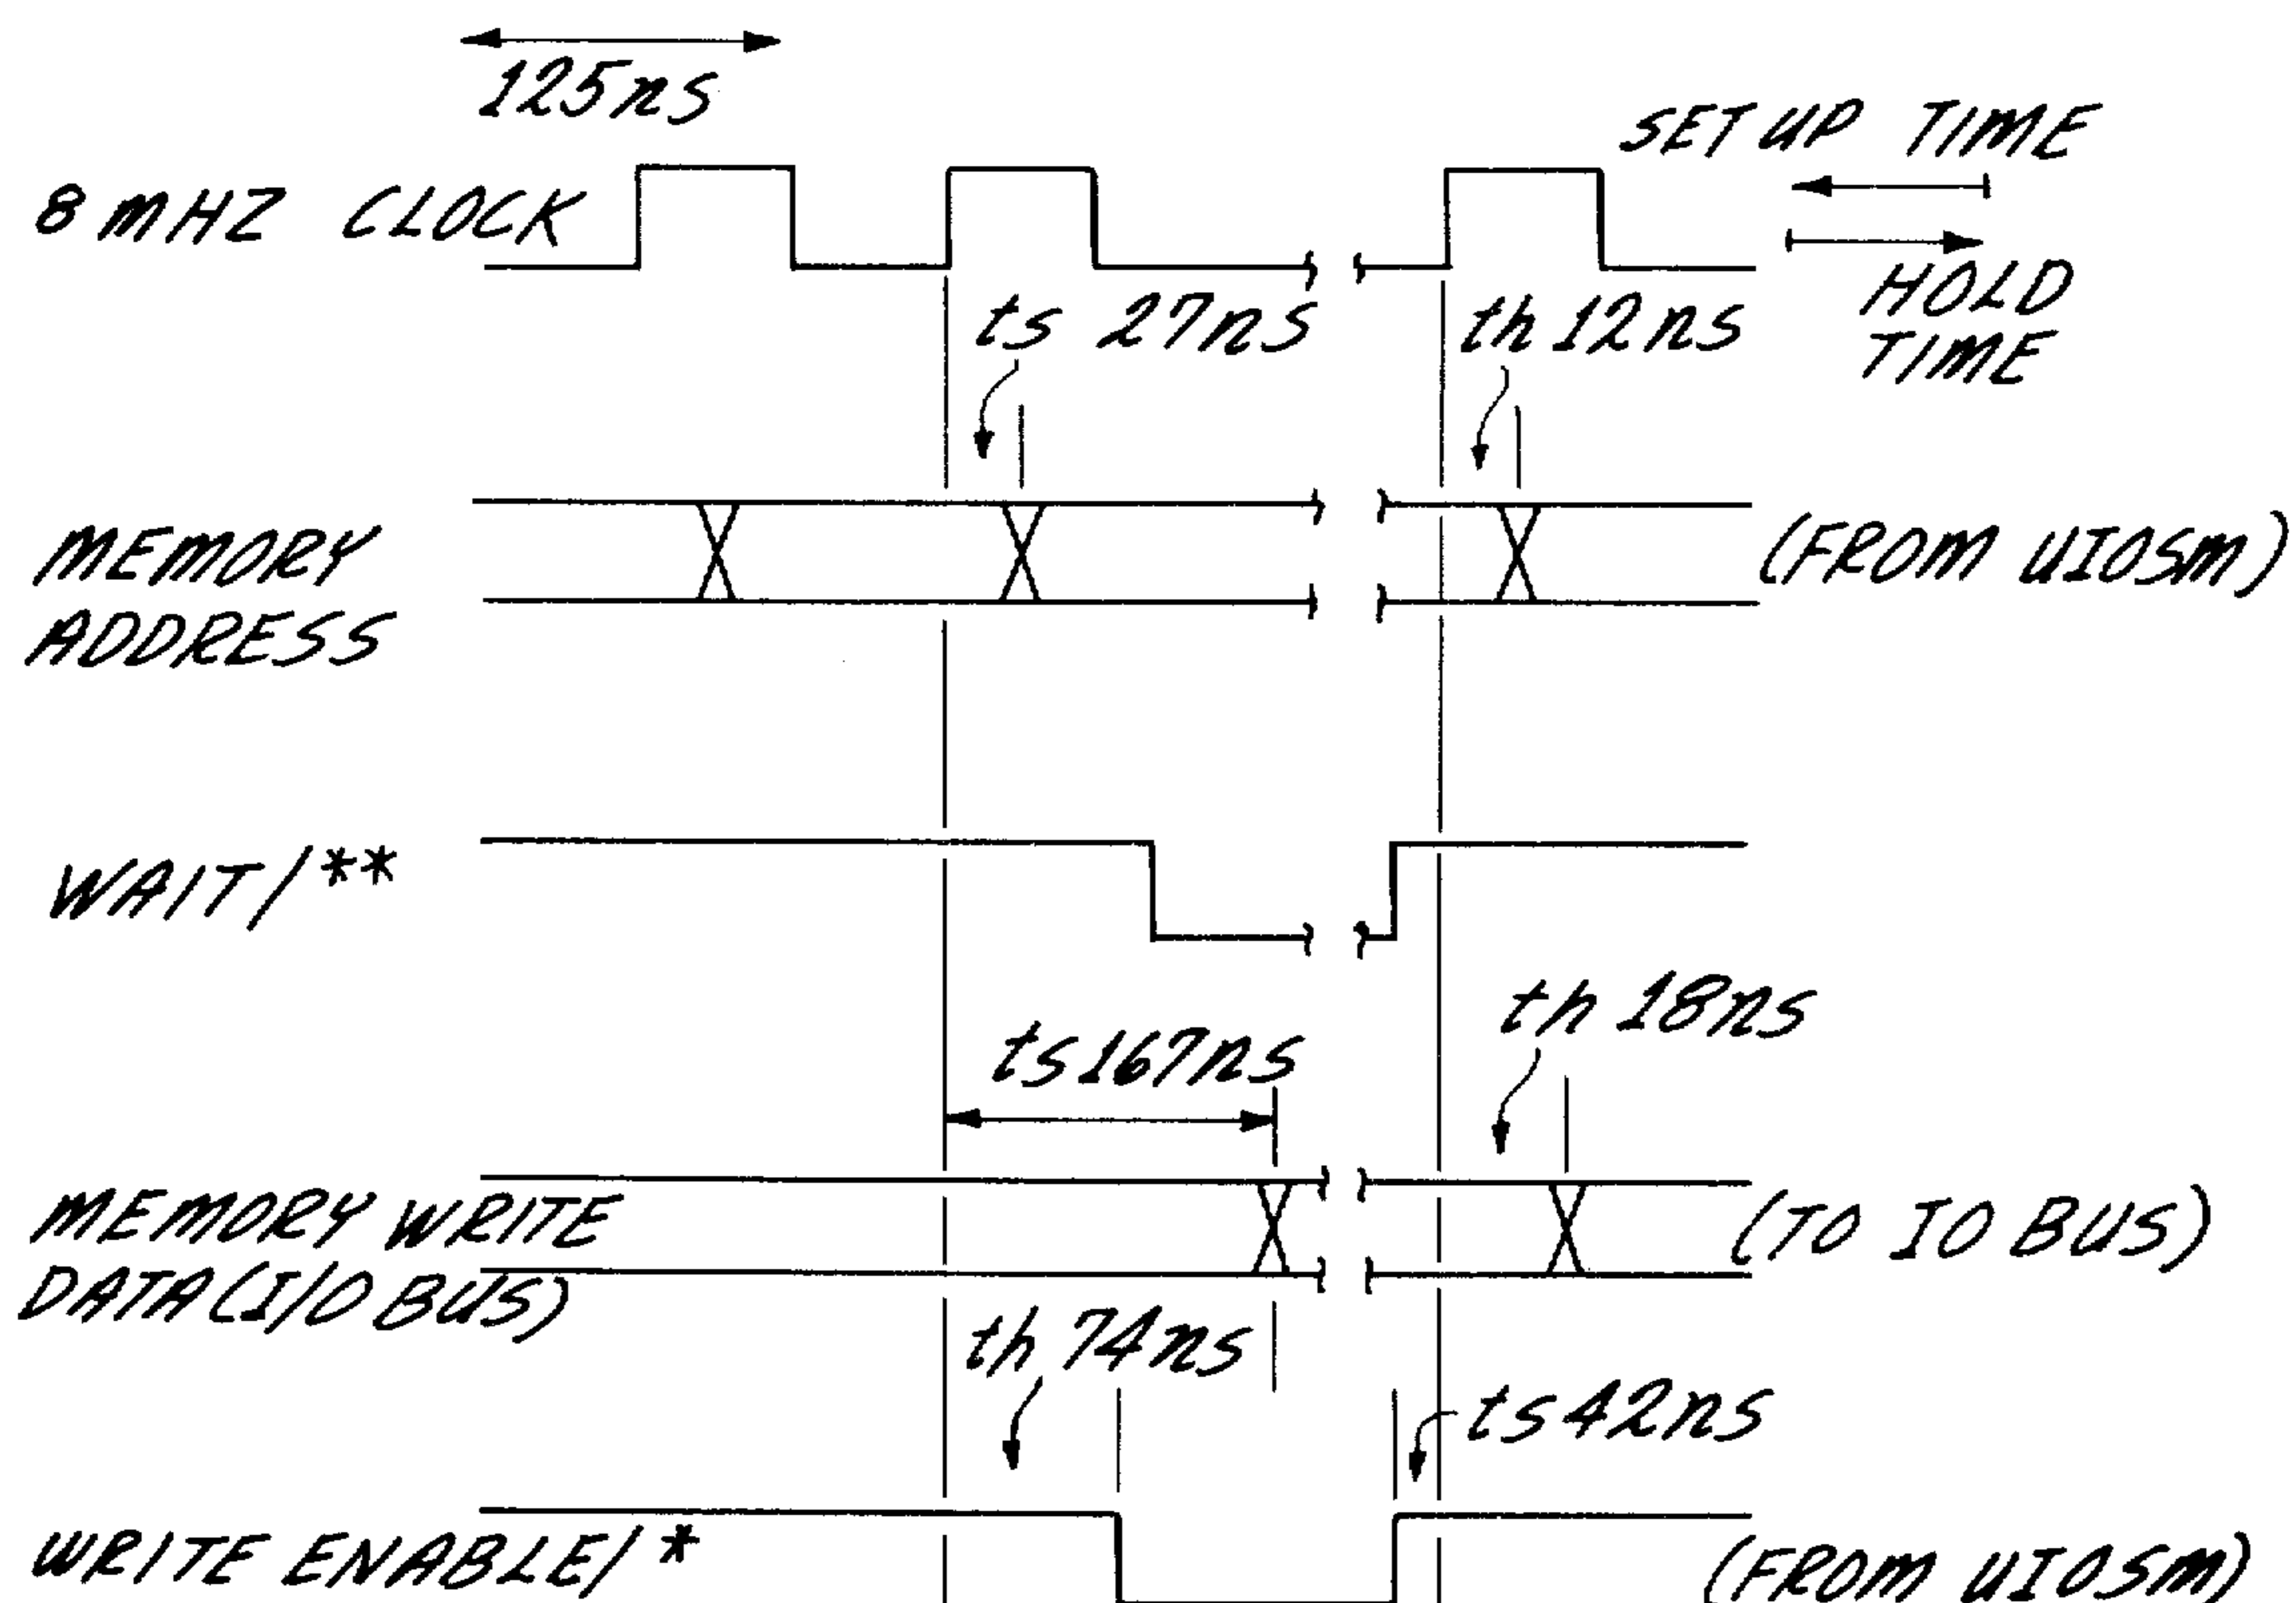 125ns
SET UP TIME
8 MHZ CLOCK
HOLD
TIME
ts 27ns
th 12ns
MEMORY
ADDRESS
(FROM UIOSM)
WAIT/**
th 18ns
ts 167ns
MEMORY WRITE
DATA (I/O BUS)
(TO IO BUS)
th 74ns
ts 42ns
WRITE ENABLE/*
(FROM UIOSM)